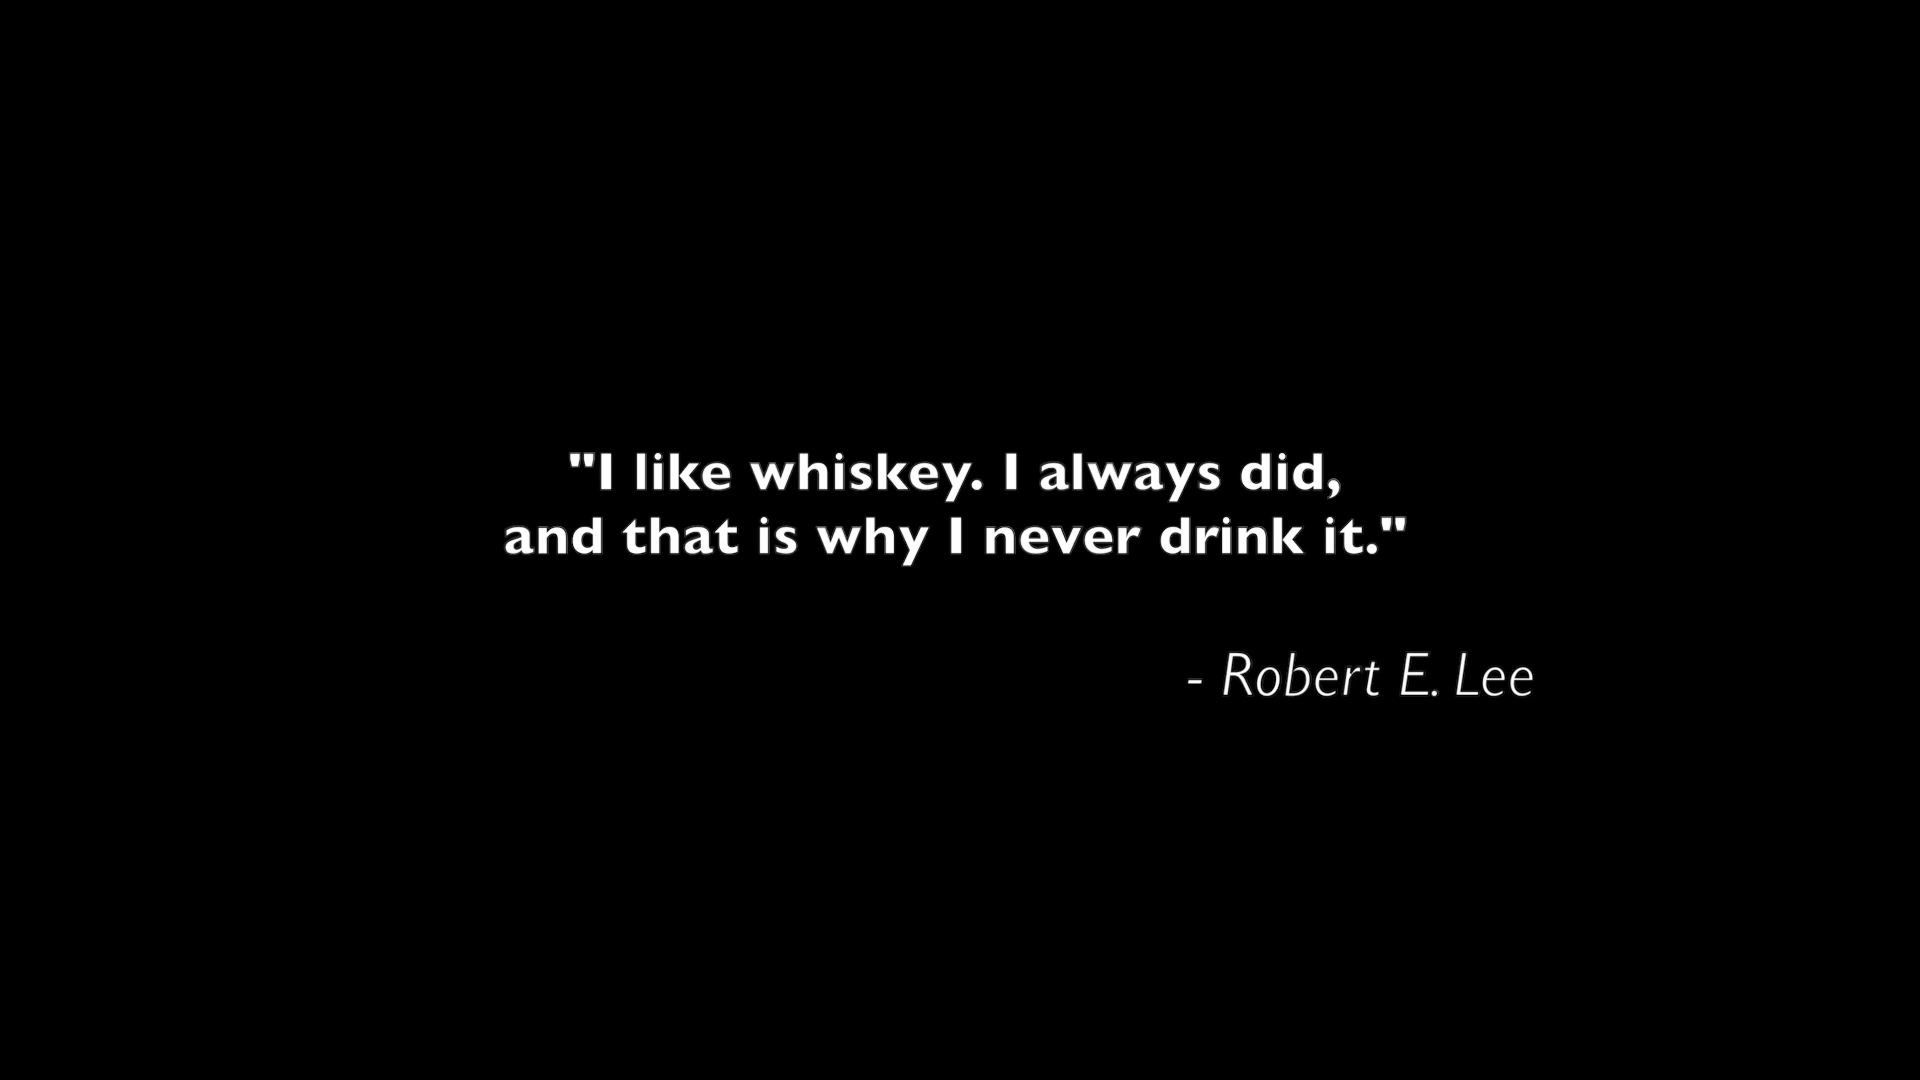 "I like whiskey. I always did,
and that is why I never drink it."
- Robert E. Lee